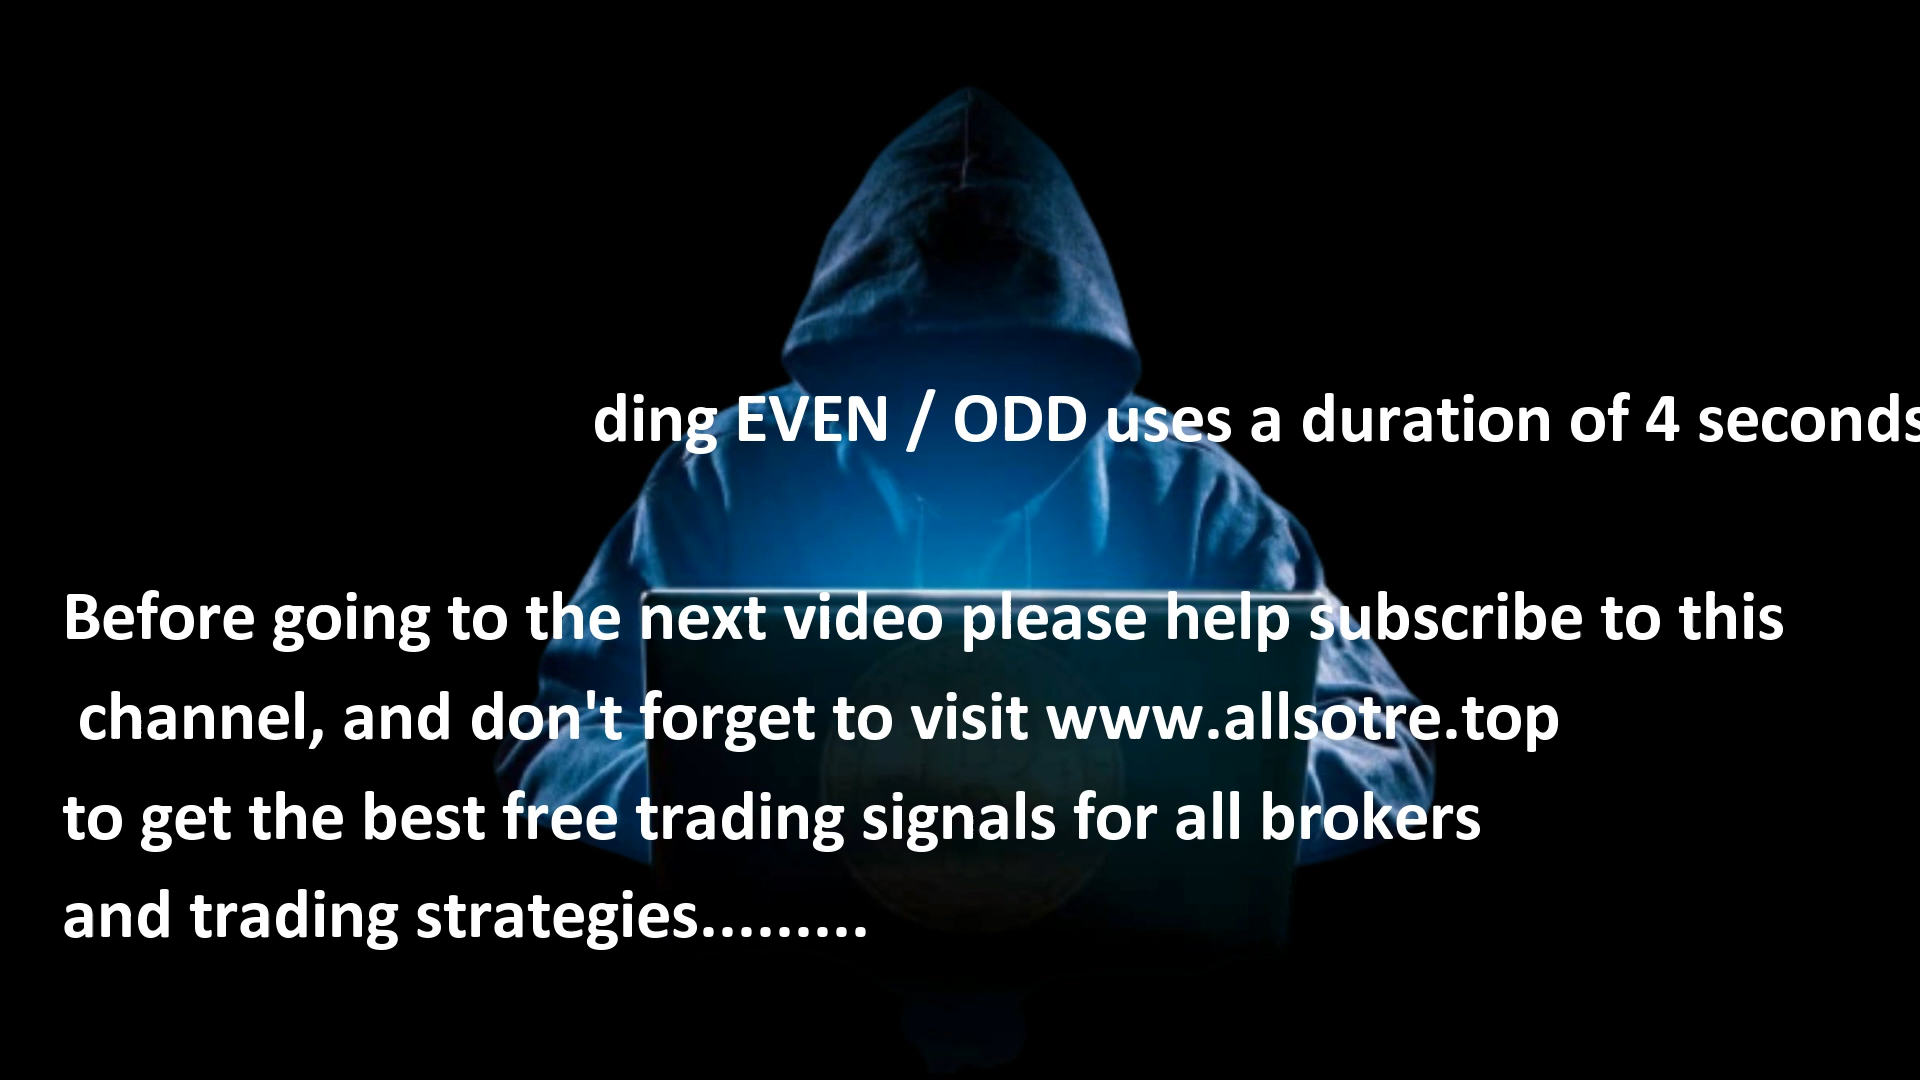 ding EVEN / ODD uses a duration of 4 seconds
Before going to the next video please help subscribe to this
channel, and don't forget to visit www.allsotre.top
to get the best free trading signals for all brokers
and trading strategies.........